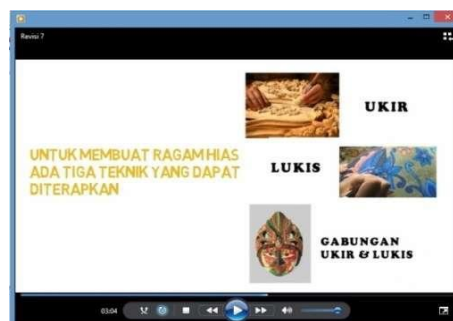 Revisi 7
UKIR
UNTUK MEMBUAT RAGAM HIAS
ADA TIGA TEKNIK YANG DAPAT
DITERAPKAN
LUKIS
GABUNGAN
UKIR & LUKIS
03:04